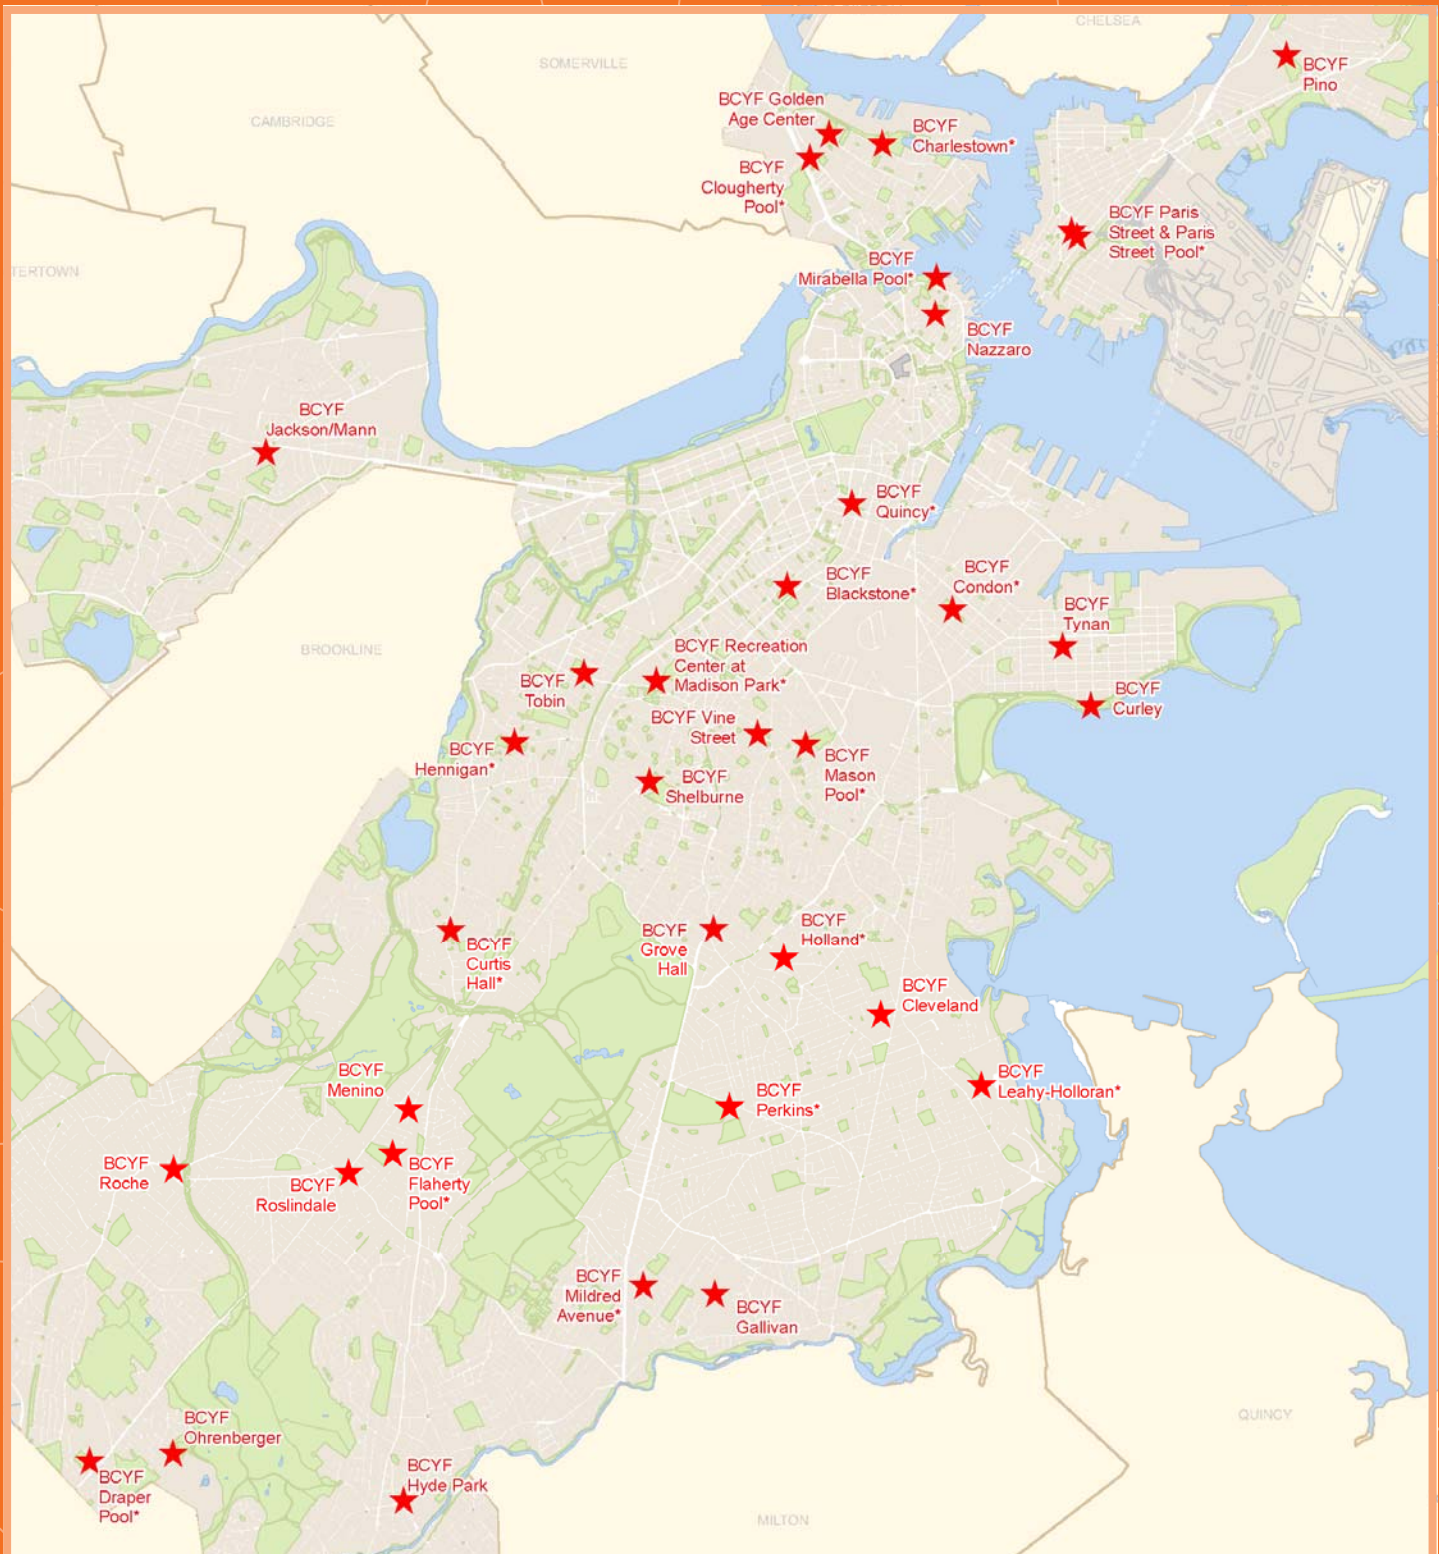 CHELSEA
SOMERVILLE
BCYF
Pino
BCYF Golden
Age Center
CAMBRIDGE
BCYF
Charlestown*
BCYF
Clougherty
Pool*
BCYF Paris
Street & Paris
Street Pool*
BCYF
Mirabella Pool*
TERTOWN
BCYF
Nazzaro
BCYF
Jackson/Mann
BCYF
Quincy*
BCYF
Blackstone*
BCYF
Condon*
BCYF
Tynan
BROOKLINE
BCYF Recreation
Center at
Madison Park*
BCYF
Tobin
BCYF
Curley
BCYF Vine
Street
BCYF
Hennigan*
BCYF
Mason
Pool*
BCYF
Shelburne
BCYF
Curtis
Hall*
BCYF
Grove
Hall
BCYF
Holland*
BCYF
Cleveland
BCYF
Menino
BCYF
Leahy-Holloran*
BCYF
Perkins*
BCYF
Roche
BCYF
Roslindale
BCYF
Flaherty
Pool*
BCYF
Mildred
Avenue*
BCYF
Gallivan
BCYF
Ohrenberger
QUINCY
BCYF
Draper
Pool*
BCYF
Hyde Park
MILTON